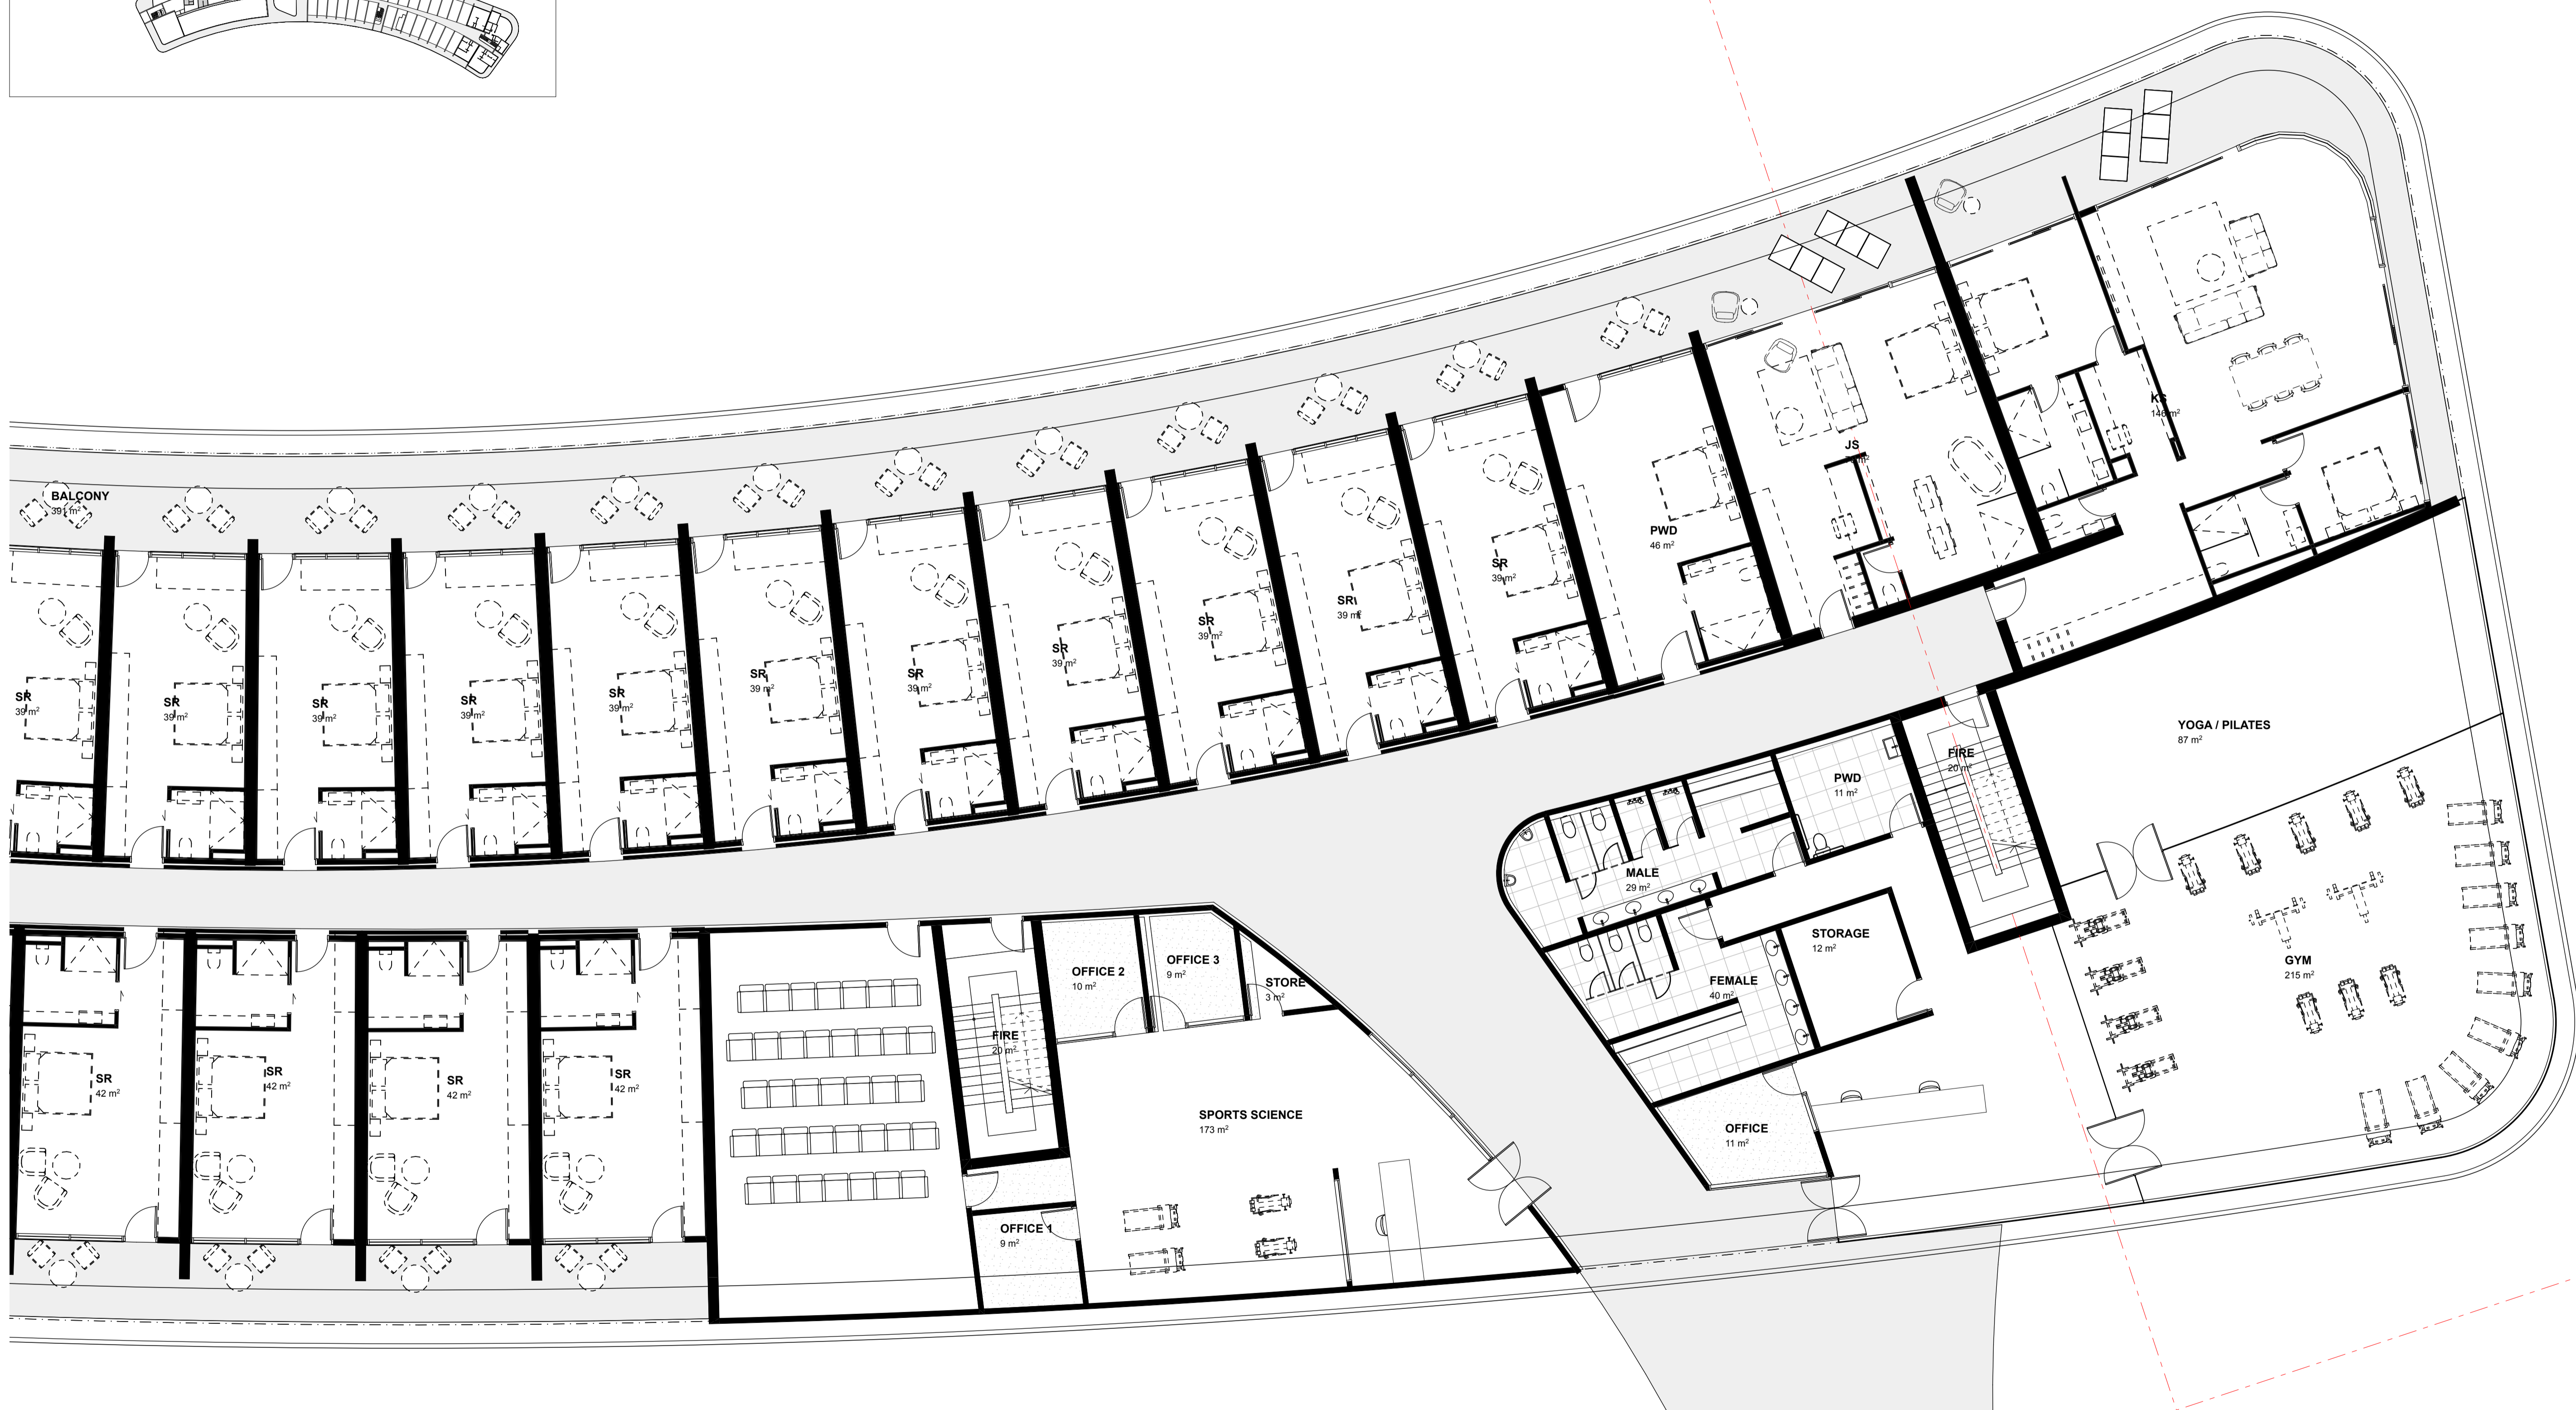 BALCONY
391 m²
KS
146 m²
JS
m²
PWD
46 m²
SR
39 m²
SR
39 m²
SR
39 m²
SR
39 m²
SR
39 m²
SR
39 m²
SR
39 m²
SR
39 m²
SR
39 m²
SR
39 m²
SR
39 m²
YOGA / PILATES
87 m²
FIRE
20 m²
PWD
11 m²
MALE
29 m²
STORAGE
12 m²
FEMALE
40 m²
GYM
215 m²
OFFICE 2
10 m²
OFFICE 3
9 m²
STORE
3 m²
FIRE
20 m²
SR
42 m²
SR
42 m²
SR
42 m²
SR
42 m²
SPORTS SCIENCE
173 m²
OFFICE
11 m²
OFFICE 1
9 m²